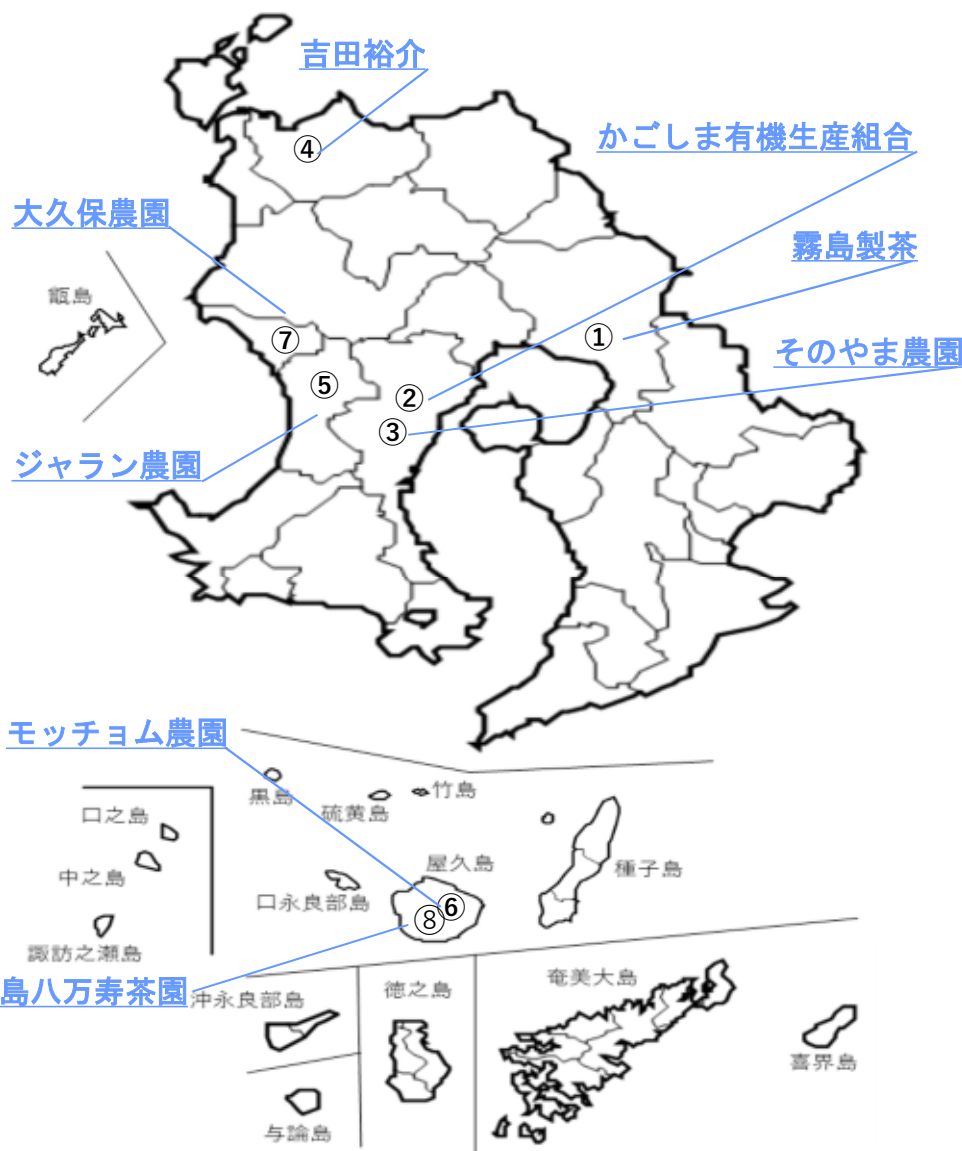 吉田裕介
④
かごしま有機生産組合
大久保農園
霧島製茶
甑島
①
⑦
そのやま農園
⑤
②
③
ジャラン農園
モッチョム農園
黒島
竹島
硫黄島
口之島
屋久島
種子島
中之島
口永良部島
⑥
⑧
諏訪之瀬島
島八万寿茶園
沖永良部島
徳之島
奄美大島
喜界島
与論島